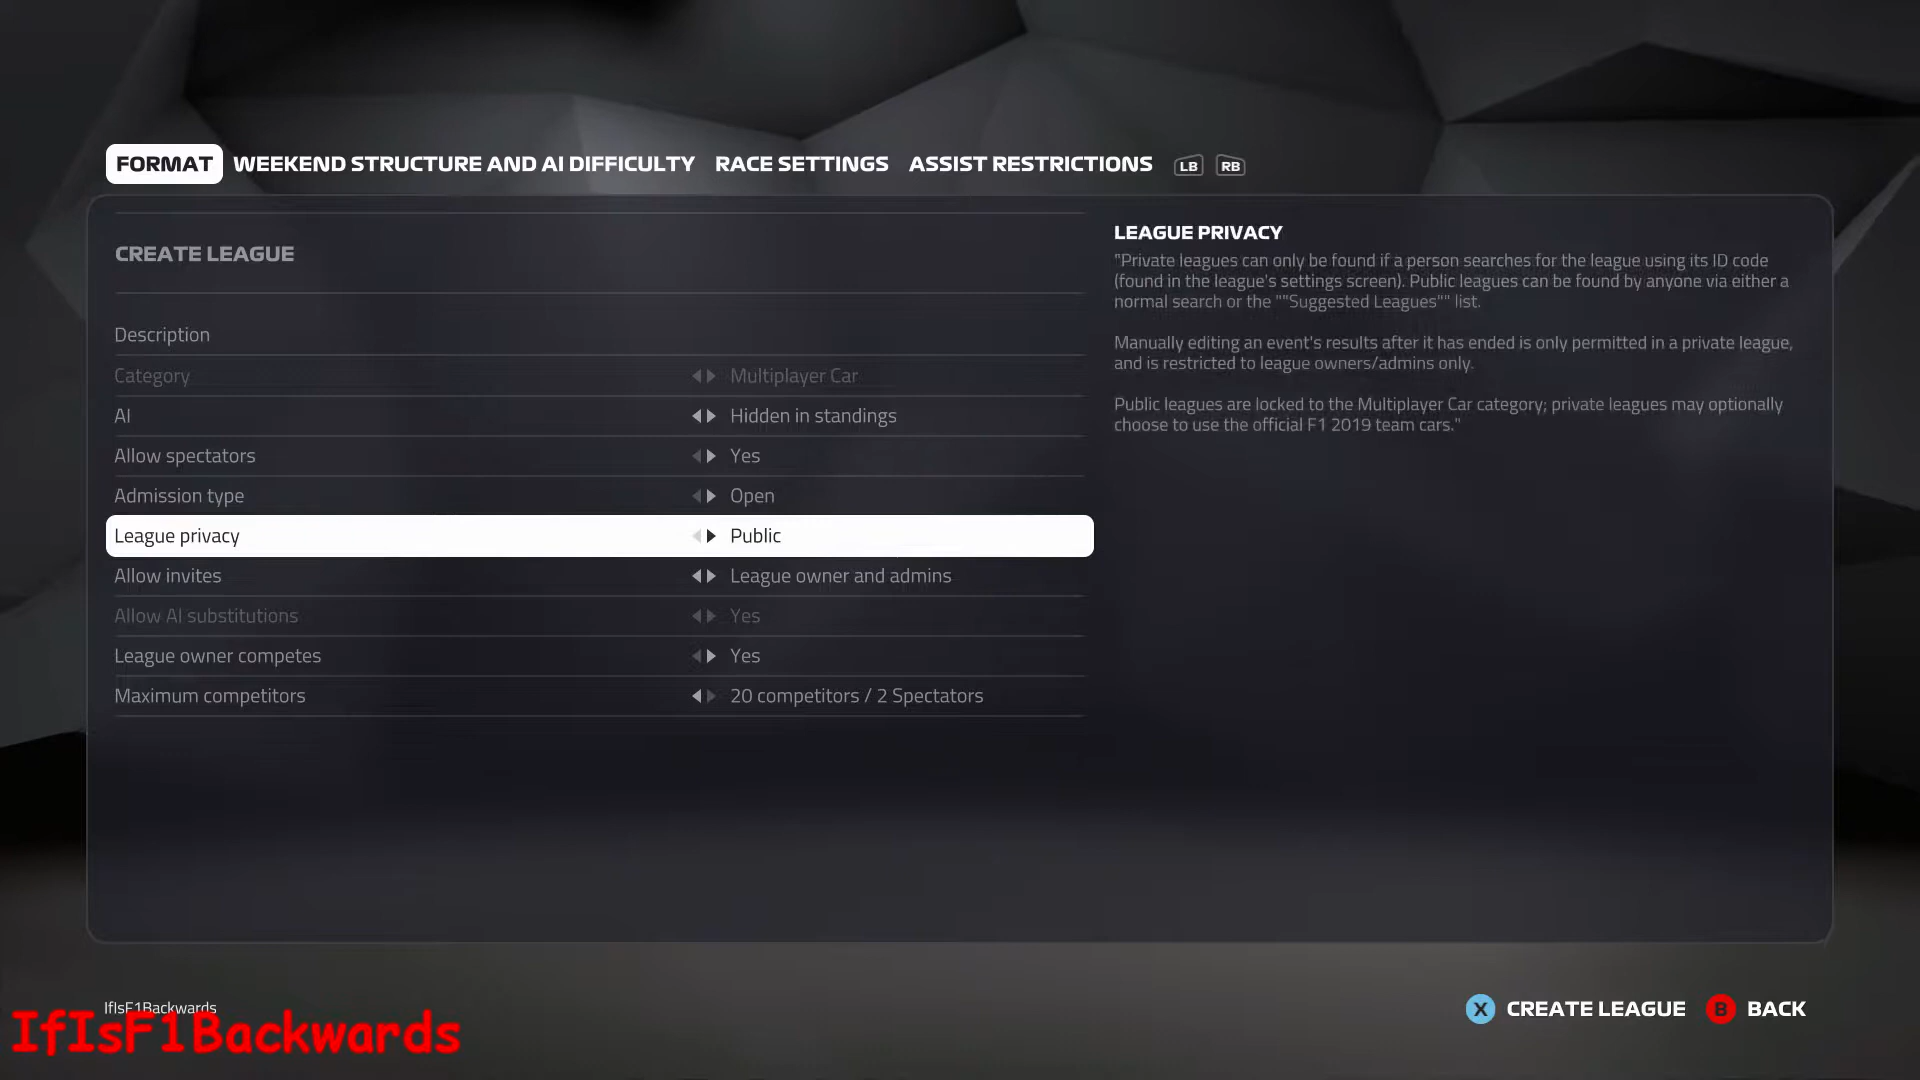 FORMAT WEEKEND STRUCTURE AND AI DIFFICULTY RACE SETTINGS ASSIST RESTRICTIONS LB RB
CREATE LEAGUE
Description
Category Multiplayer Car
AI Hidden in standings
Allow spectators Yes
Admission type Open
League privacy Public
Allow invites League owner and admins
Allow AI substitutions Yes
League owner competes Yes
Maximum competitors 20 competitors / 2 Spectators
LEAGUE PRIVACY
"Private leagues can only be found if a person searches for the league using its ID code
(found in the league's settings screen). Public leagues can be found by anyone via either a
normal search or the ""Suggested Leagues"" list.
Manually editing an event's results after it has ended is only permitted in a private league,
and is restricted to league owners/admins only.
Public leagues are locked to the Multiplayer Car category; private leagues may optionally
choose to use the official F1 2019 team cars."
IfIsF1Backwards
IfIsF1Backwards
X CREATE LEAGUE B BACK